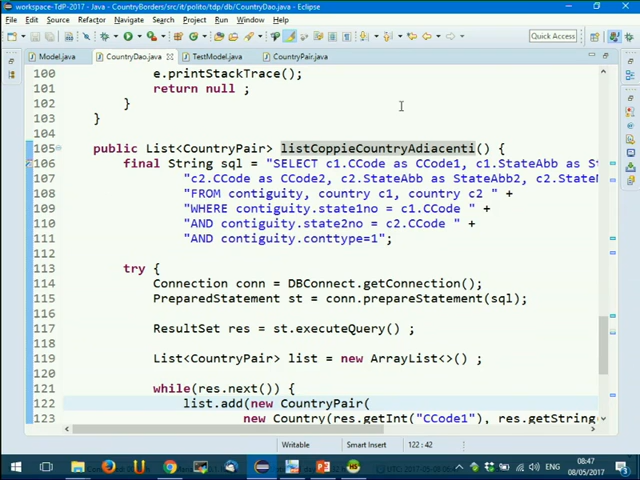 workspace-TdP-2017 - Java - CountryBorders/src/it/polito/tdp/db/CountryDao.java - Eclipse
File Edit Source Refactor Navigate Search Project Run Window Help
Quick Access
Model.java CountryDao.java TestModel.java CountryPair.java
100 e.printStackTrace();
101 return null ;
102 }
103 }
104
105 public List<CountryPair> listCoppieCountryAdiacenti() {
106 final String sql = "SELECT c1.CCode as CCode1, c1.StateAbb as St
107 "c2.CCode as CCode2, c2.StateAbb as StateAbb2, c2.StateN
108 "FROM contiguity, country c1, country c2 " +
109 "WHERE contiguity.state1no = c1.CCode " +
110 "AND contiguity.state2no = c2.CCode " +
111 "AND contiguity.conttype=1";
112
113 try {
114 Connection conn = DBConnect.getConnection();
115 PreparedStatement st = conn.prepareStatement(sql);
116
117 ResultSet res = st.executeQuery() ;
118
119 List<CountryPair> list = new ArrayList<>() ;
120
121 while(res.next()) {
122 list.add(new CountryPair(
123 new Country(res.getInt("CCode1"), res.getString
Writable Smart Insert 122 : 42
08:47
08/05/2017